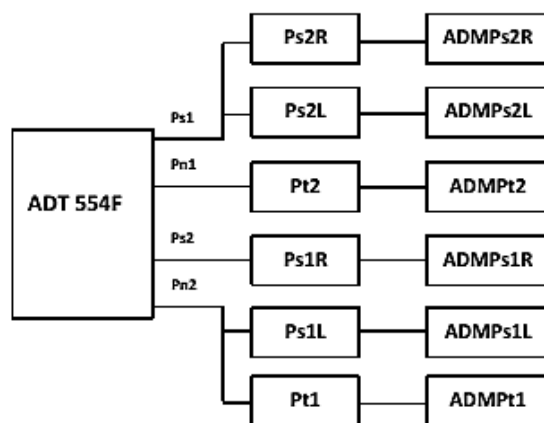 Ps2R ADMPs2R
Ps1
Ps2L ADMPs2L
Pn1
ADT 554F
Pt2 ADMPt2
Ps2
Ps1R ADMPs1R
Pn2
Ps1L ADMPs1L
Pt1 ADMPt1